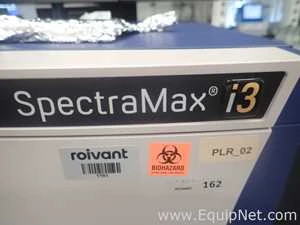 SpectraMax® i3
roivant
BIOHAZARD
PLR_02
162
www.EquipNet.com